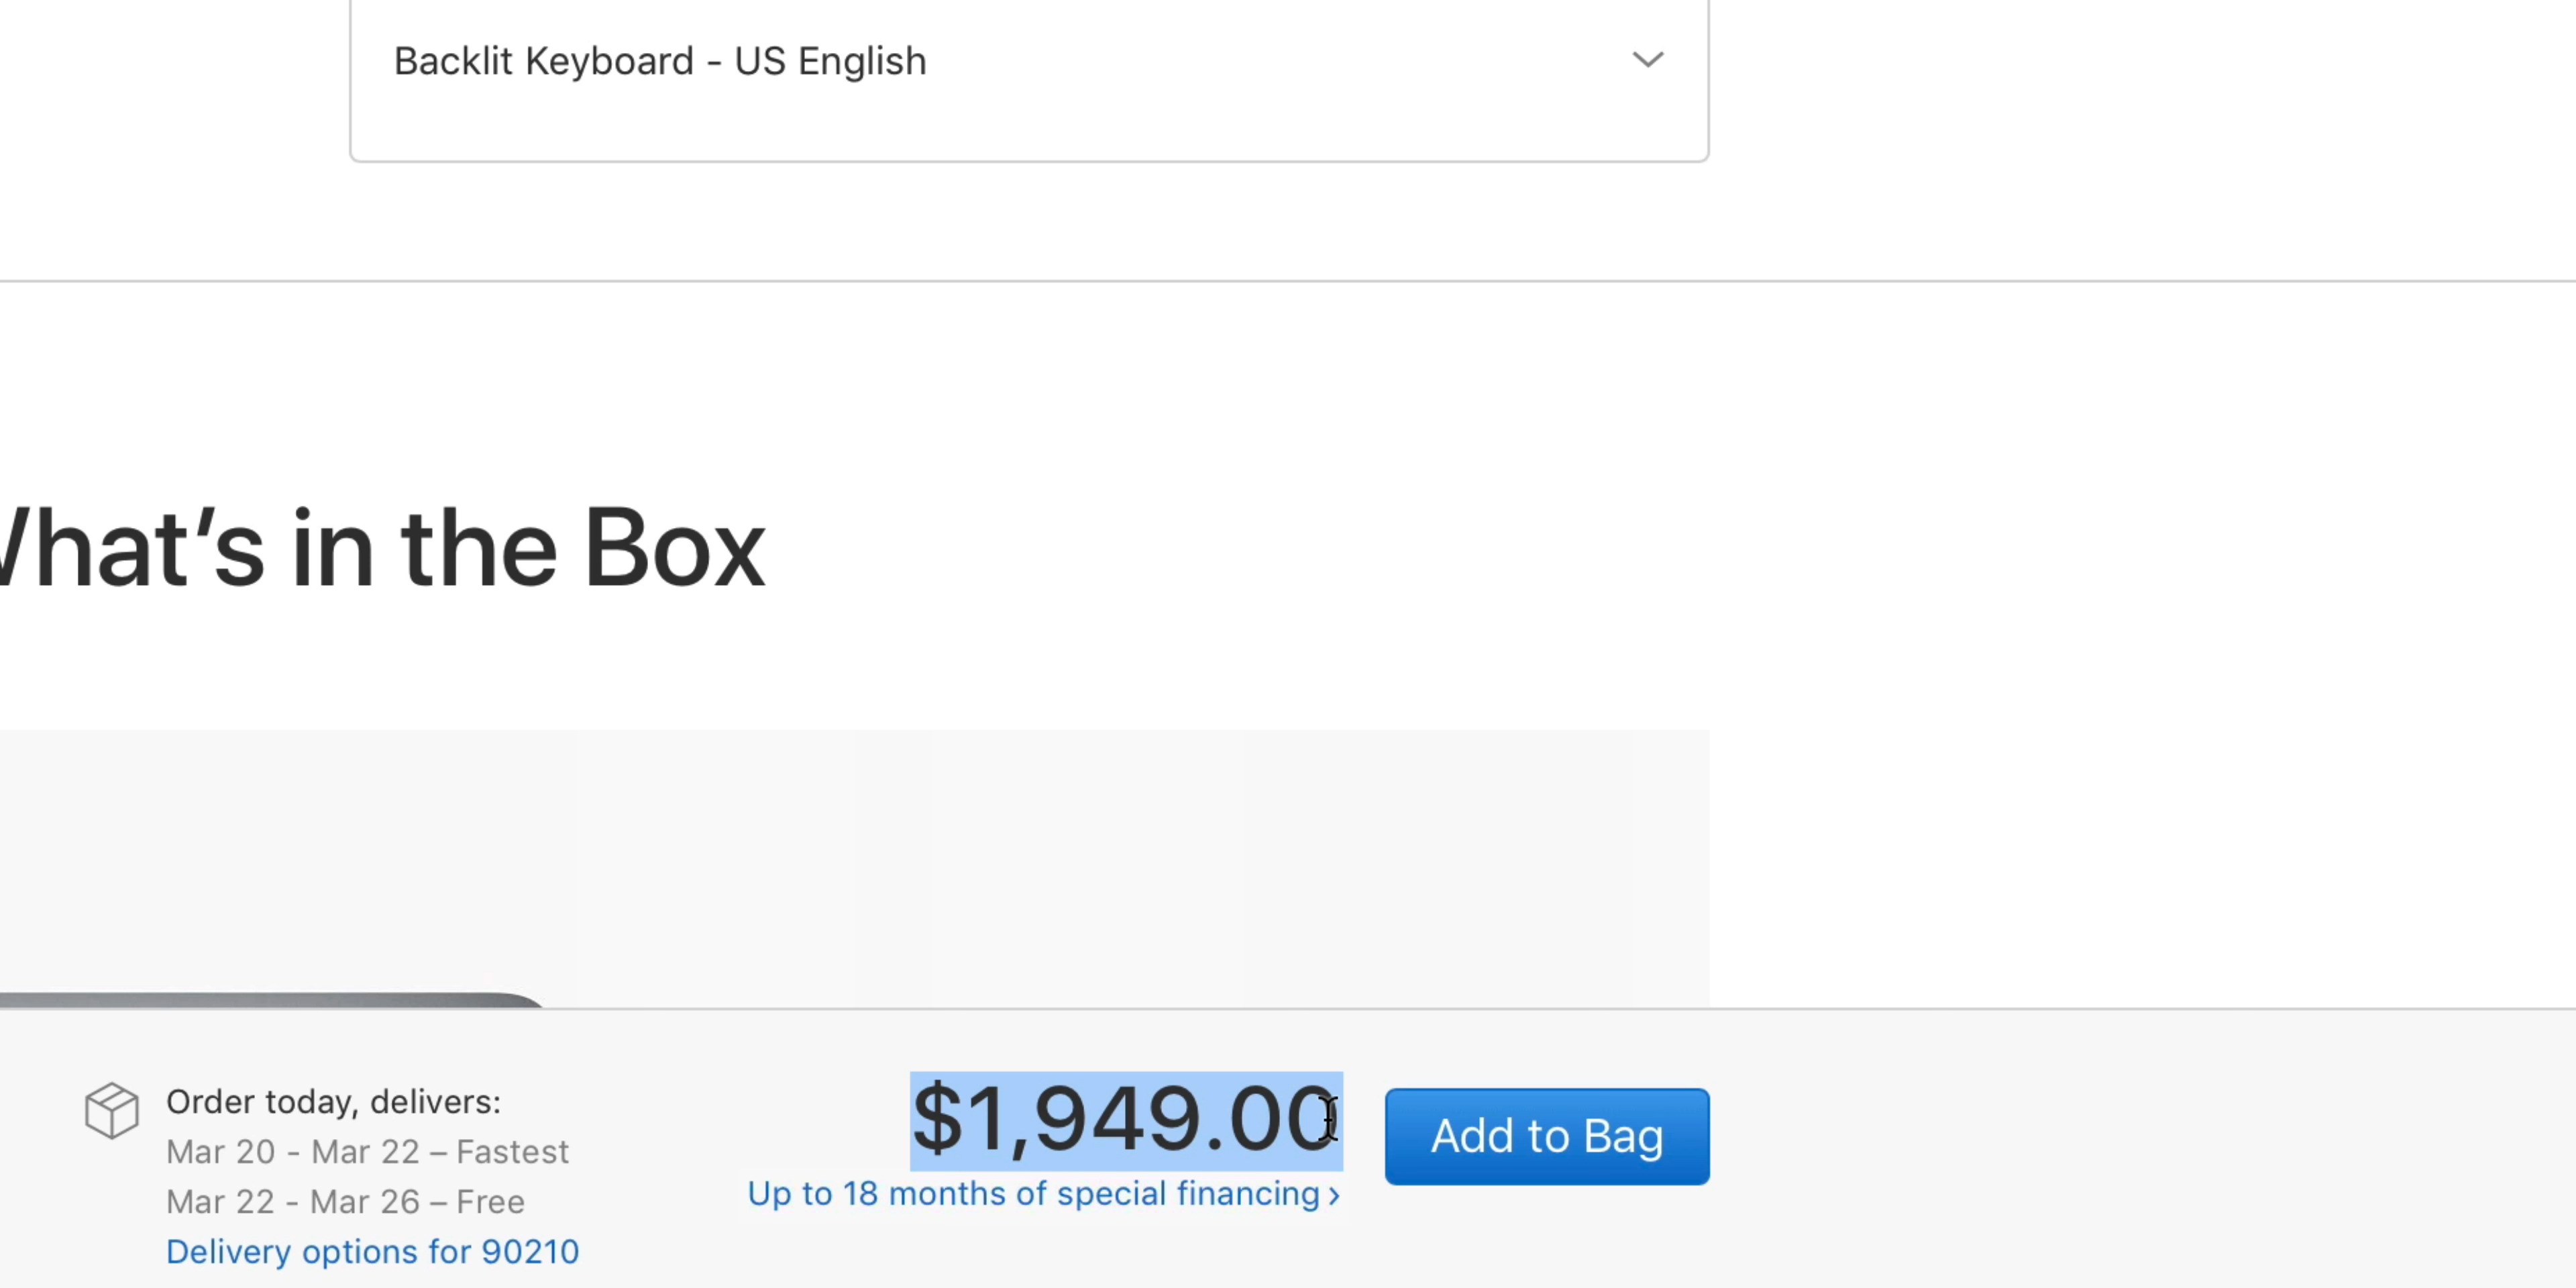 Backlit Keyboard - US English
What's in the Box
Order today, delivers:
Mar 20 - Mar 22 – Fastest
Mar 22 - Mar 26 – Free
Delivery options for 90210
$1,949.00
Up to 18 months of special financing ›
Add to Bag